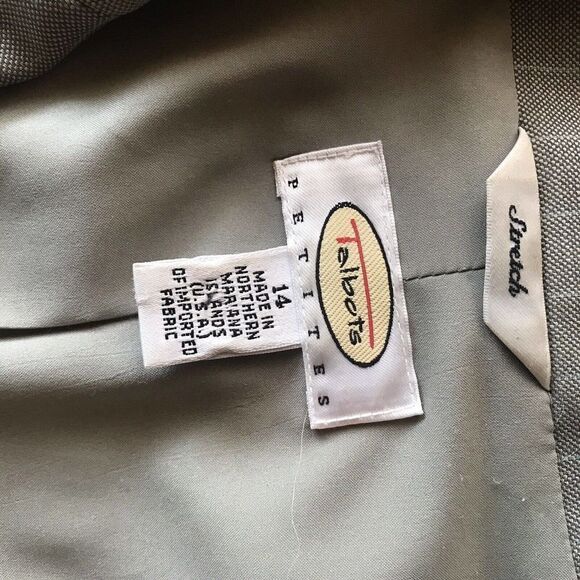 Talbots
PETITES
14
MADE IN
NORTHERN
MARIANA
ISLANDS
(U.S.A.)
OF IMPORTED
FABRIC
Stretch